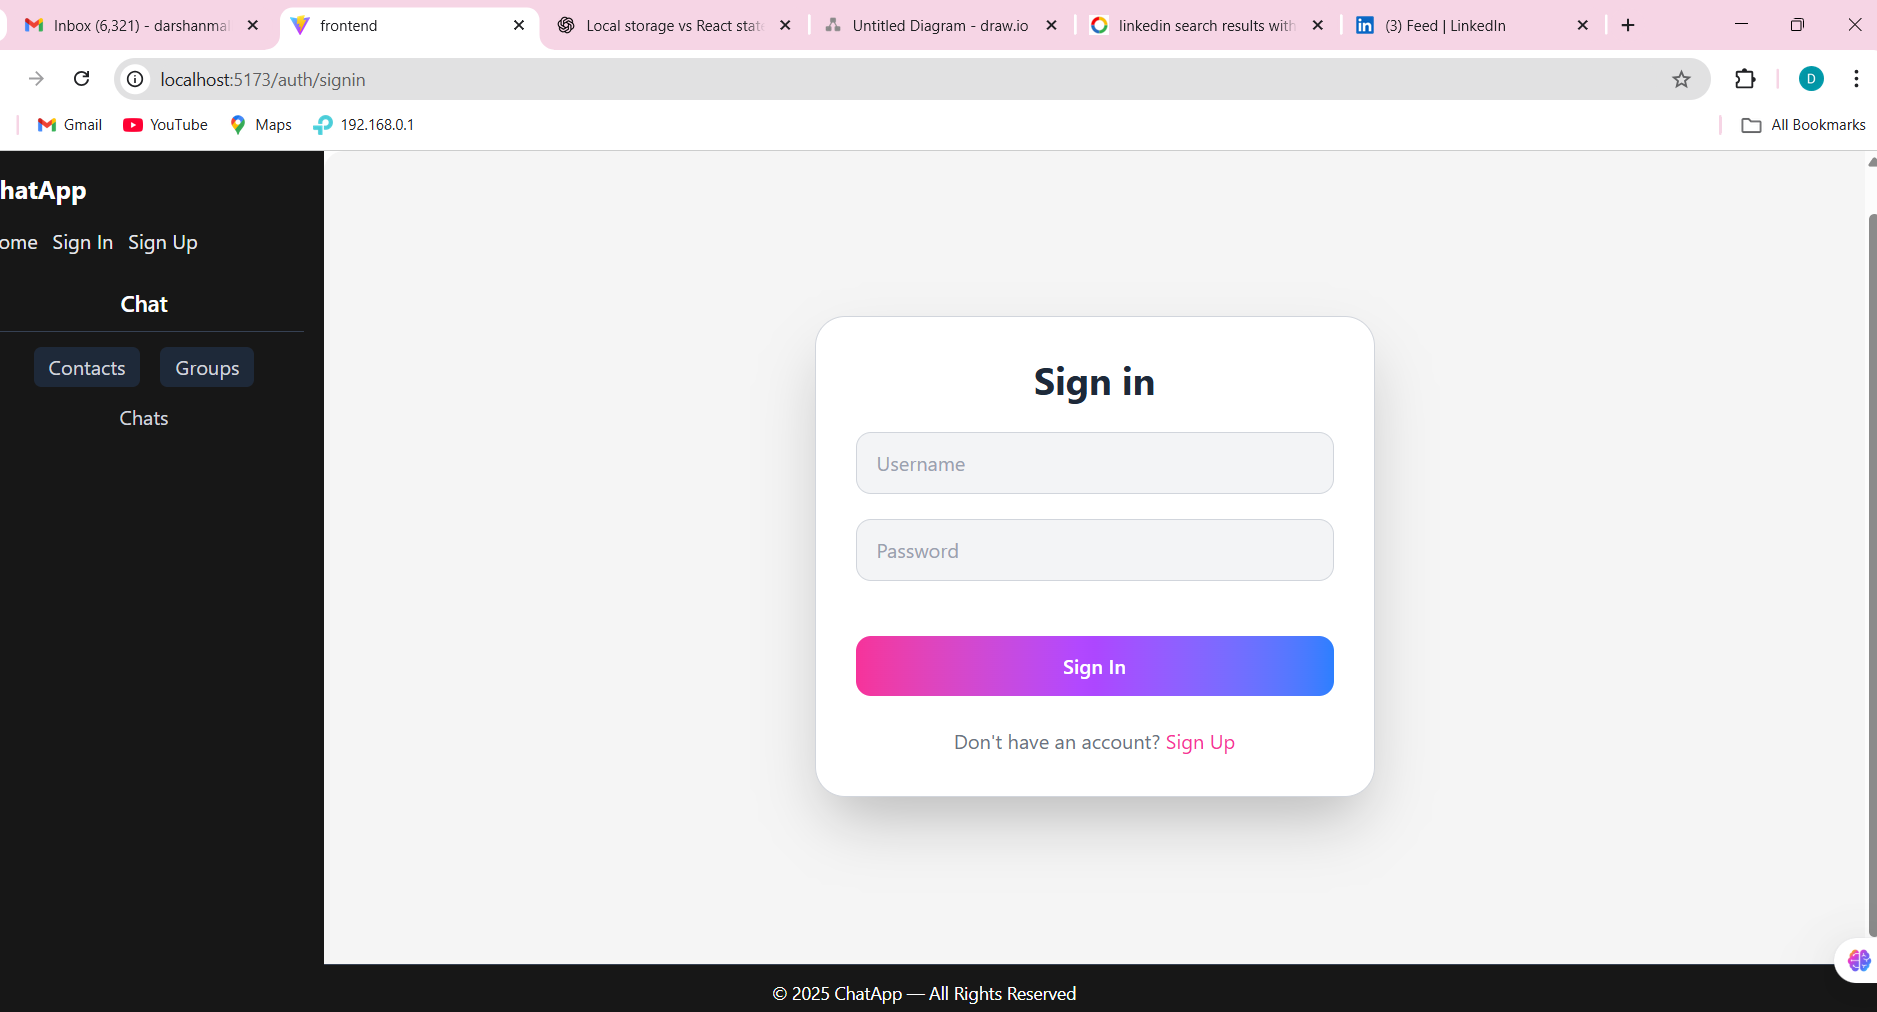 Inbox (6,321) - darshanmal
frontend
Local storage vs React state
Untitled Diagram - draw.io
linkedin search results with
in
(3) Feed | LinkedIn
localhost:5173/auth/signin
D
Gmail
YouTube
Maps
192.168.0.1
All Bookmarks
hatApp
ome Sign In Sign Up
Chat
Contacts
Groups
Chats
Sign in
Username
Password
Sign In
Don't have an account? Sign Up
© 2025 ChatApp — All Rights Reserved